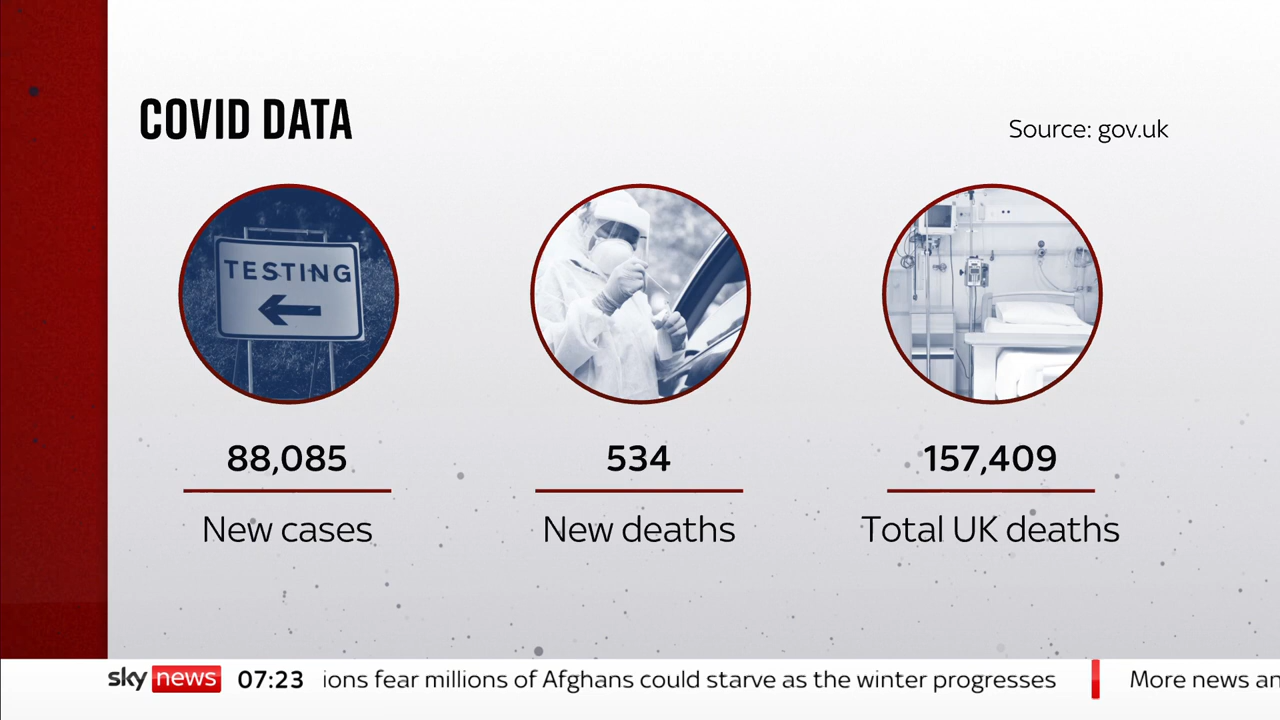 COVID DATA
Source: gov.uk
TESTING
88,085
534
157,409
New cases
New deaths
Total UK deaths
sky news 07:23 ions fear millions of Afghans could starve as the winter progresses More news an